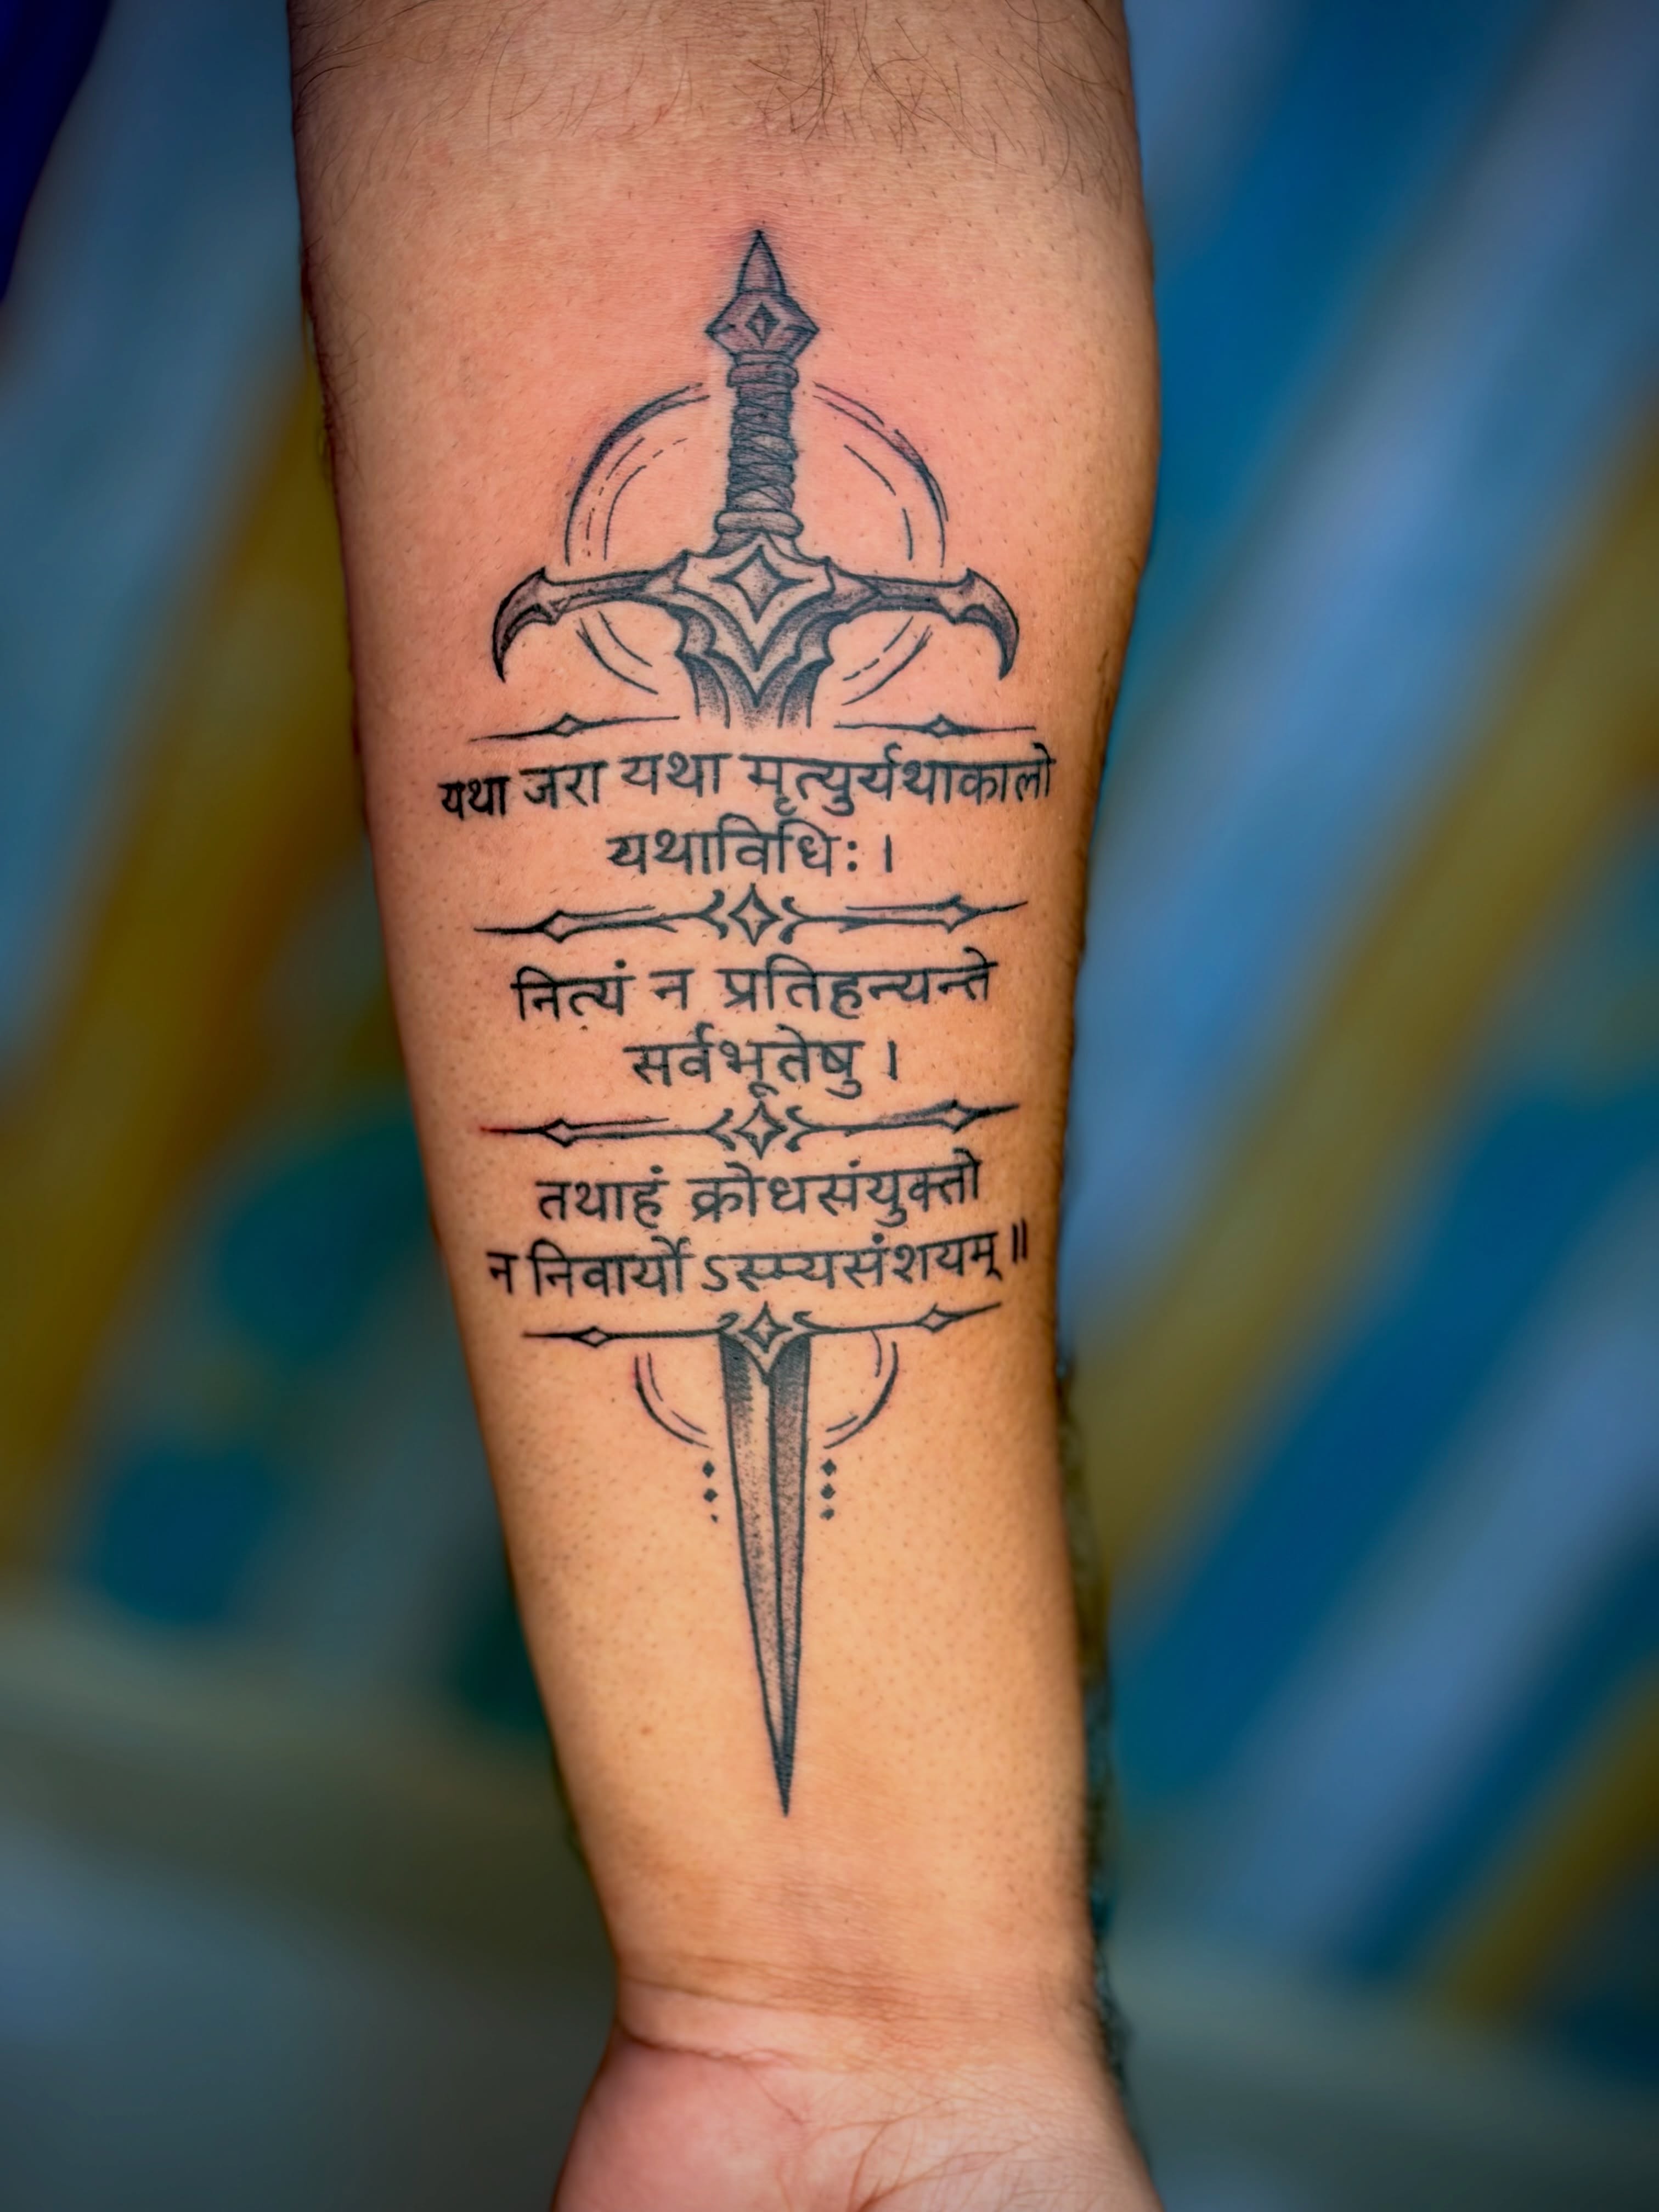 यथा जरा यथा मृत्युर्यथाकालो
यथाविधिः ।
नित्यं न प्रतिहन्यन्ते
सर्वभूतेषु ।
तथाहं क्रोधसंयुक्तो
न निवार्यो ऽस्म्यसंशयम् ॥